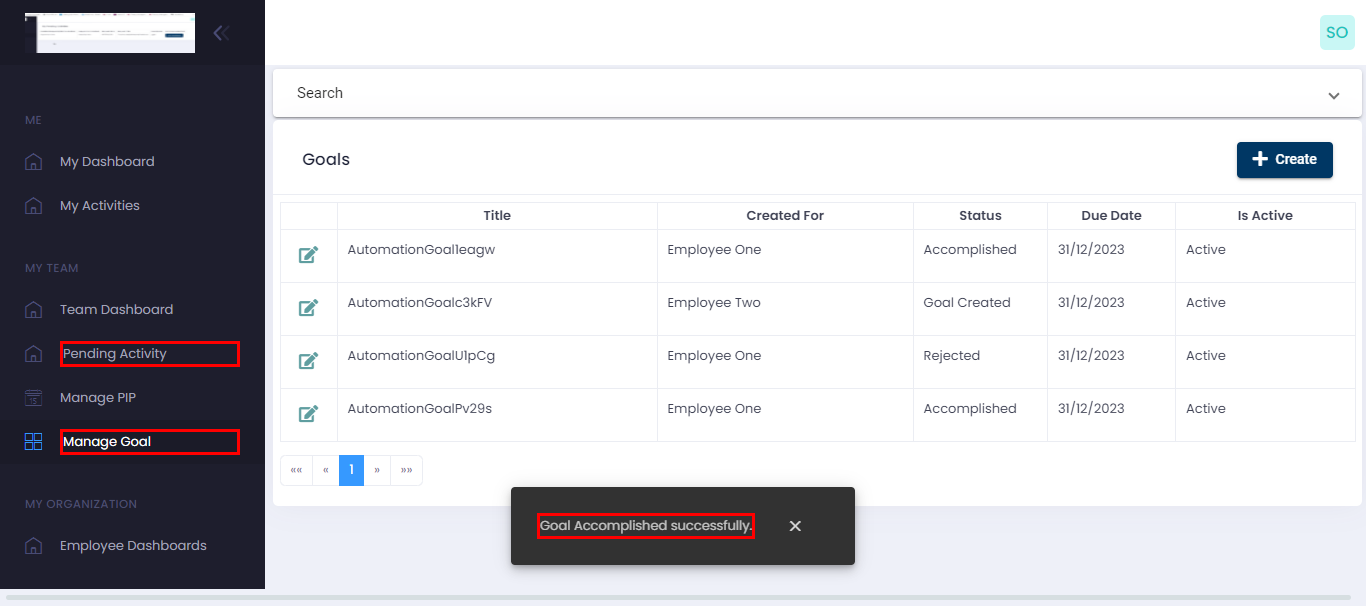 SO
ME
My Dashboard
My Activities
MY TEAM
Team Dashboard
Pending Activity
Manage PIP
15
Manage Goal
MY ORGANIZATION
Employee Dashboards
Search
Goals
Create
Title Created For Status Due Date Is Active
AutomationGoal1eagw Employee One Accomplished 31/12/2023 Active
AutomationGoalc3kFV Employee Two Goal Created 31/12/2023 Active
AutomationGoalU1pCg Employee One Rejected 31/12/2023 Active
AutomationGoalPv29s Employee One Accomplished 31/12/2023 Active
«« « 1 » »»
Goal Accomplished successfully.